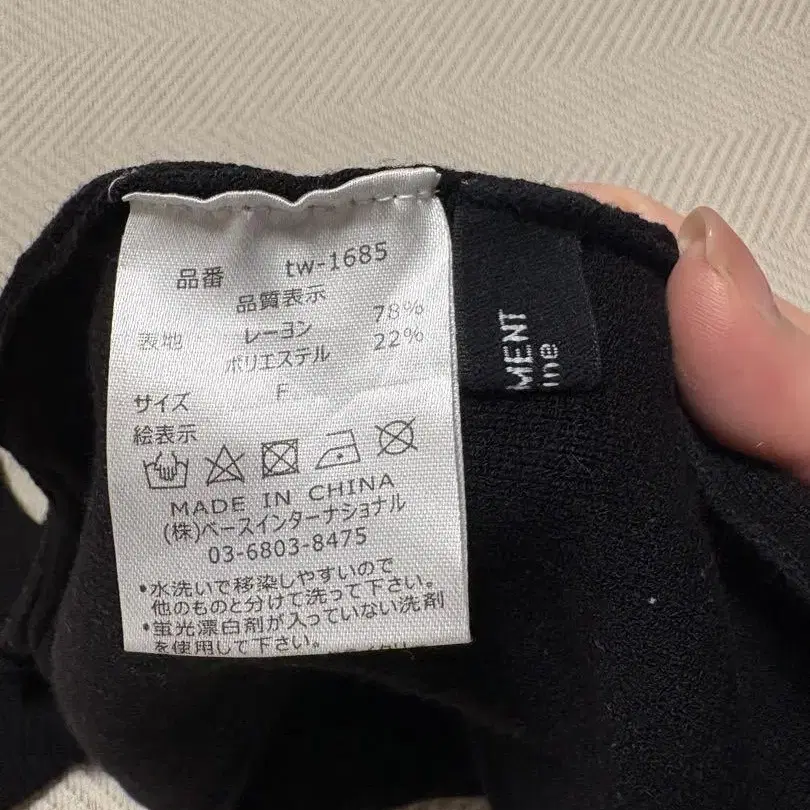 品番 tw-1685
品質表示
表地 レーヨン 78%
ポリエステル 22%
サイズ F
絵表示
MADE IN CHINA
(株)ベースインターナショナル
03-6803-8475
•水洗いで移染しやすいので
他のものと分けて洗って下さい。
•蛍光漂白剤が入っていない洗剤
を使用して下さい。
MENT
ine